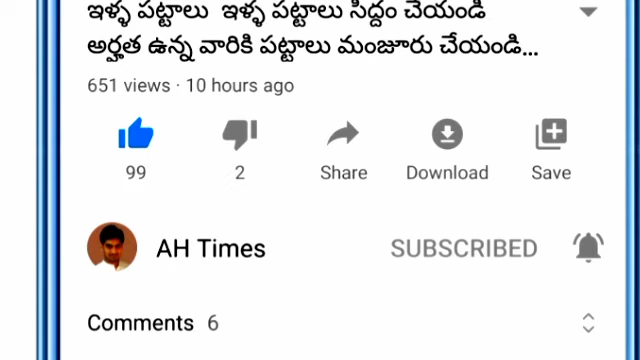 ఇళ్ళ పట్టాలు ఇళ్ళ పట్టాలు సిద్దం చేయండి
అర్హత ఉన్న వారికి పట్టాలు మంజూరు చేయండి...
651 views · 10 hours ago
99
2
Share
Download
Save
AH Times
SUBSCRIBED
Comments 6